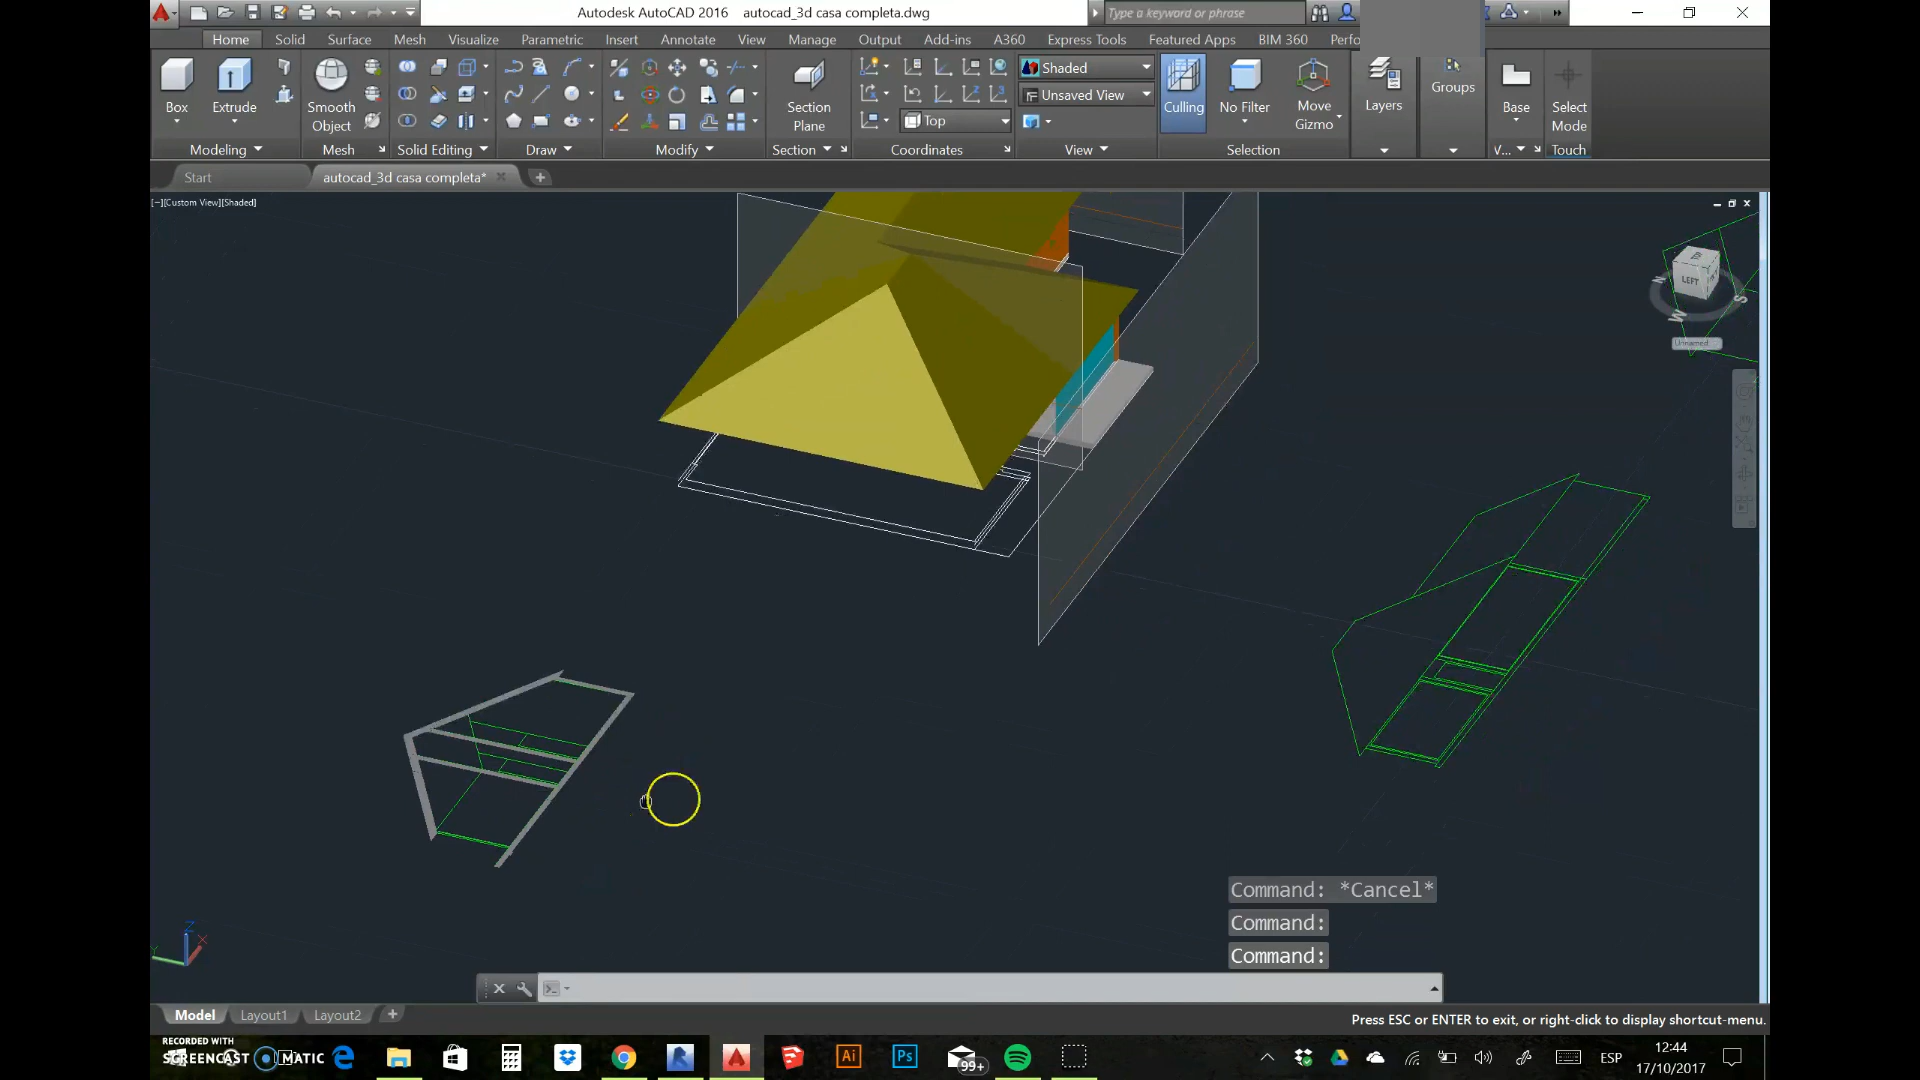 Autodesk AutoCAD 2016 autocad_3d casa completa.dwg
Type a keyword or phrase
Home Solid Surface Mesh Visualize Parametric Insert Annotate View Manage Output Add-ins A360 Express Tools Featured Apps BIM 360 Perfo
Box
Extrude
Smooth
Object
Section
Plane
Shaded
Unsaved View
Top
Culling
No Filter
Move
Gizmo
Layers
Groups
Base
Select
Mode
Modeling Mesh Solid Editing Draw Modify Section Coordinates View Selection V... Touch
Start autocad_3d casa completa*
[−][Custom View][Shaded]
LEFT
N
S
W
Unnamed
Z
X
Y
Command: *Cancel*
Command:
Command:
Model Layout1 Layout2
Press ESC or ENTER to exit, or right-click to display shortcut-menu.
RECORDED WITH
SCREENCAST MATIC
Ai
Ps
99+
ESP
12:44
17/10/2017